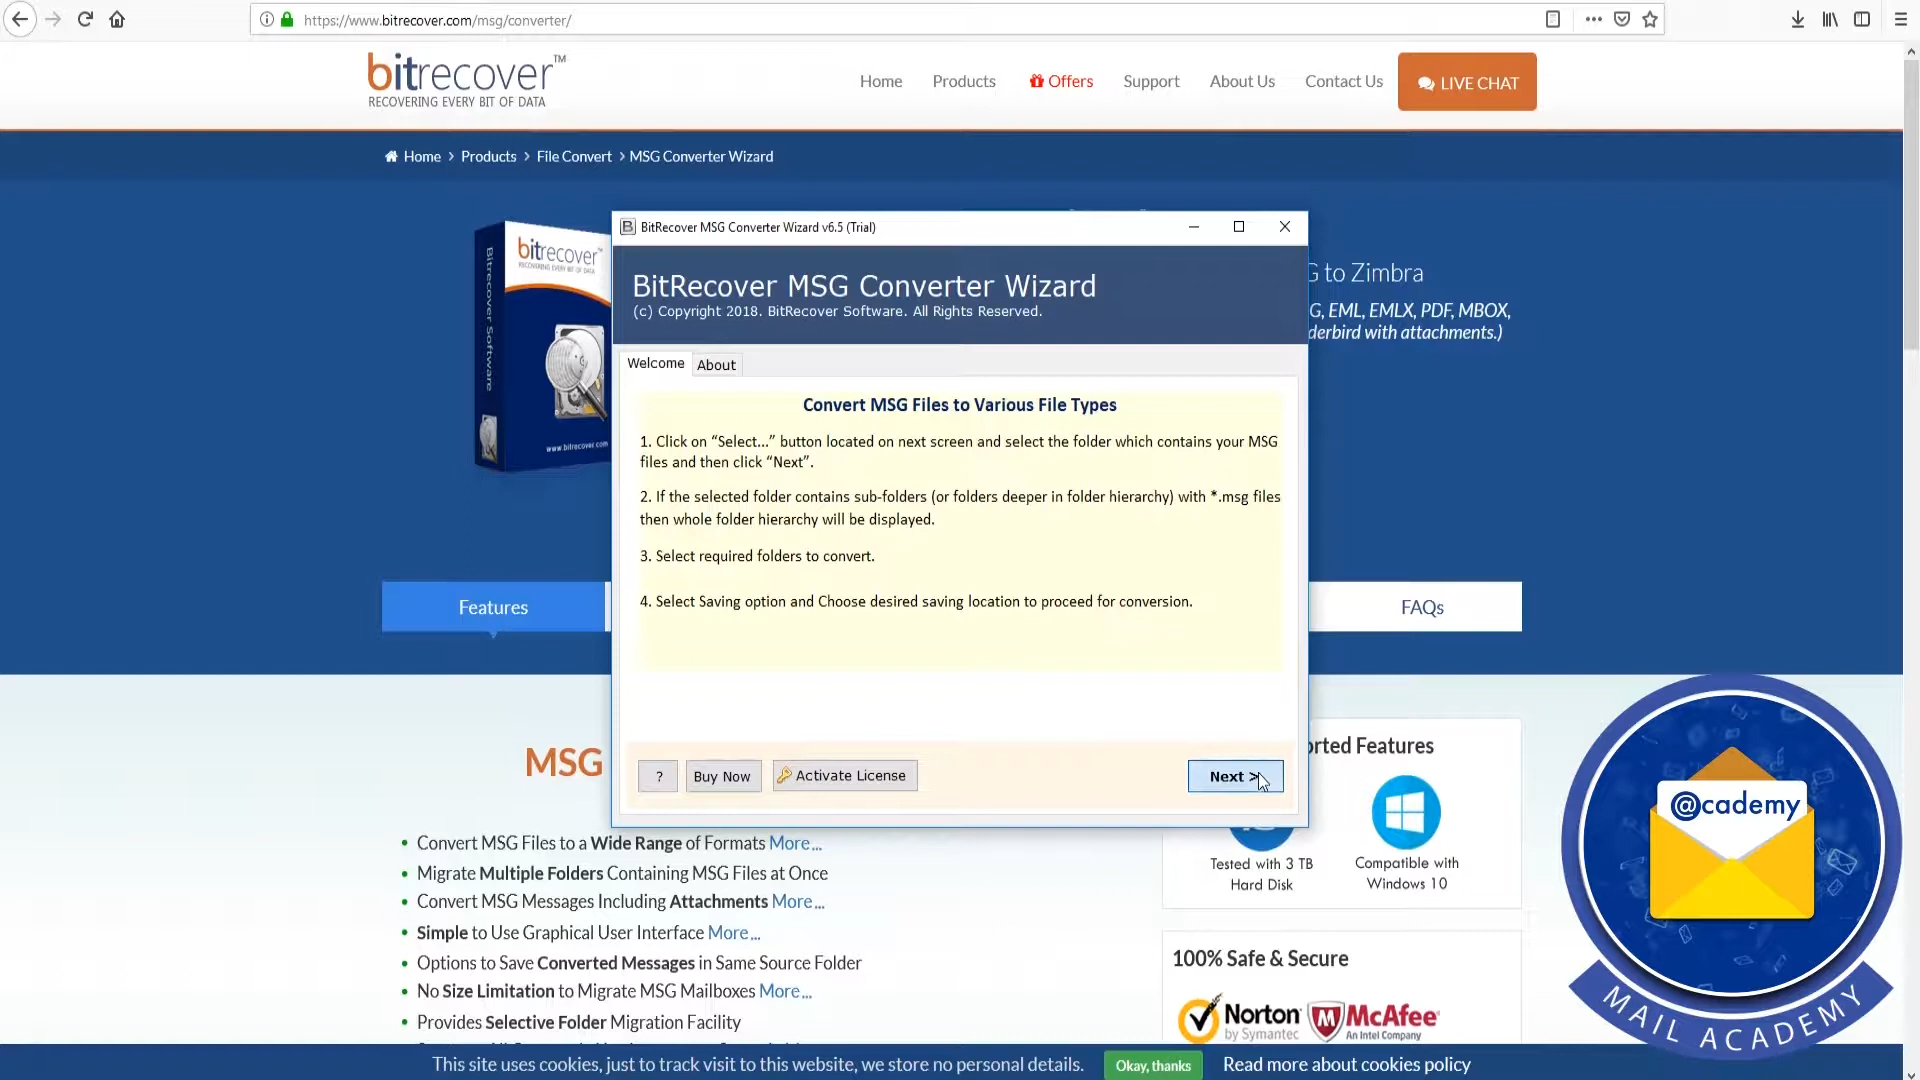 https://www.bitrecover.com/msg/converter/
bitrecover™
RECOVERING EVERY BIT OF DATA
Home
Products
Offers
Support
About Us
Contact Us
LIVE CHAT
Home > Products > File Convert > MSG Converter Wizard
bitrecover™
RECOVERING EVERY BIT OF DATA
Bitrecover Software
www.bitrecover.com
G to Zimbra
G, EML, EMLX, PDF, MBOX,
derbird with attachments.)
BitRecover MSG Converter Wizard v6.5 (Trial)
BitRecover MSG Converter Wizard
(c) Copyright 2018. BitRecover Software. All Rights Reserved.
Welcome
About
Convert MSG Files to Various File Types
1. Click on “Select...” button located on next screen and select the folder which contains your MSG
files and then click “Next”.
2. If the selected folder contains sub-folders (or folders deeper in folder hierarchy) with *.msg files
then whole folder hierarchy will be displayed.
3. Select required folders to convert.
4. Select Saving option and Choose desired saving location to proceed for conversion.
?
Buy Now
Activate License
Next >
Features
FAQs
MSG
• Convert MSG Files to a Wide Range of Formats More...
• Migrate Multiple Folders Containing MSG Files at Once
• Convert MSG Messages Including Attachments More...
• Simple to Use Graphical User Interface More...
• Options to Save Converted Messages in Same Source Folder
• No Size Limitation to Migrate MSG Mailboxes More...
• Provides Selective Folder Migration Facility
orted Features
Tested with 3 TB
Hard Disk
Compatible with
Windows 10
100% Safe & Secure
Norton
by Symantec
McAfee
An Intel Company
@cademy
MAIL ACADEMY
This site uses cookies, just to track visit to this website, we store no personal details.
Okay, thanks
Read more about cookies policy